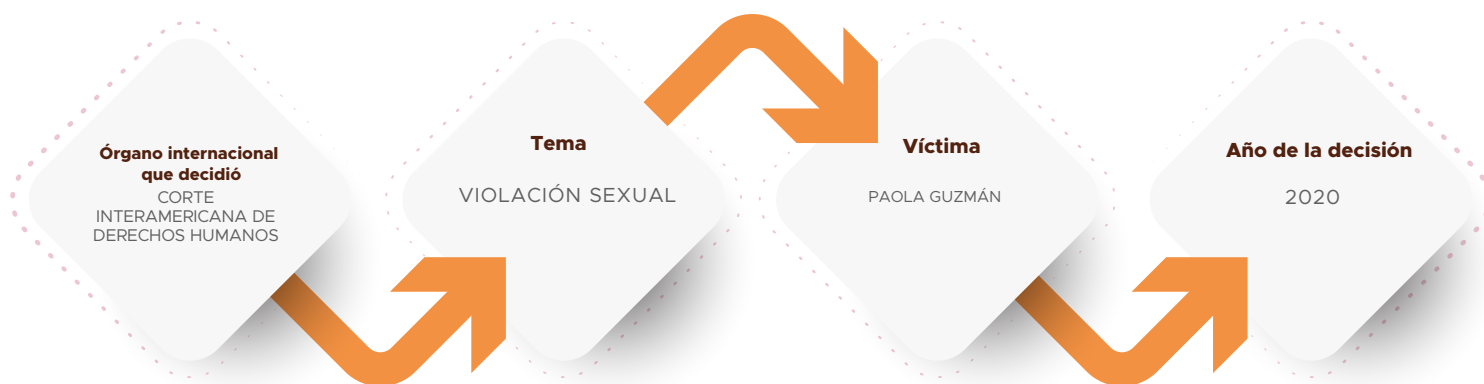 Órgano internacional
que decidió
CORTE
INTERAMERICANA DE
DERECHOS HUMANOS
Tema
VIOLACIÓN SEXUAL
Víctima
PAOLA GUZMÁN
Año de la decisión
2020